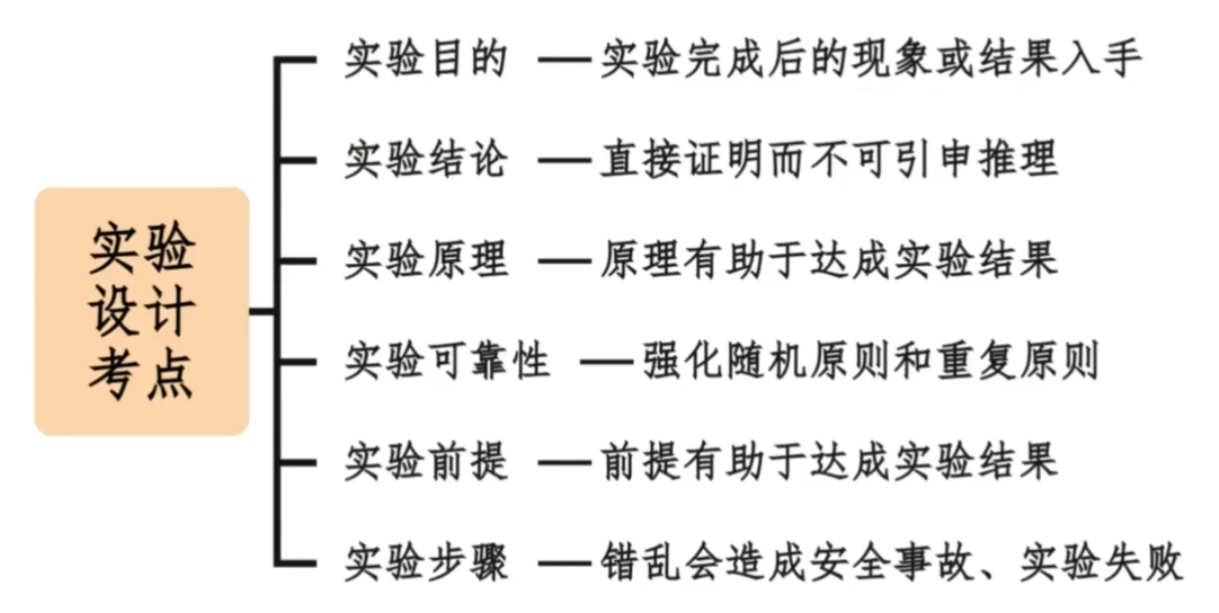 实验
设计
考点
实验目的 — 实验完成后的现象或结果入手
实验结论 — 直接证明而不可引申推理
实验原理 — 原理有助于达成实验结果
实验可靠性 — 强化随机原则和重复原则
实验前提 — 前提有助于达成实验结果
实验步骤 — 错乱会造成安全事故、实验失败